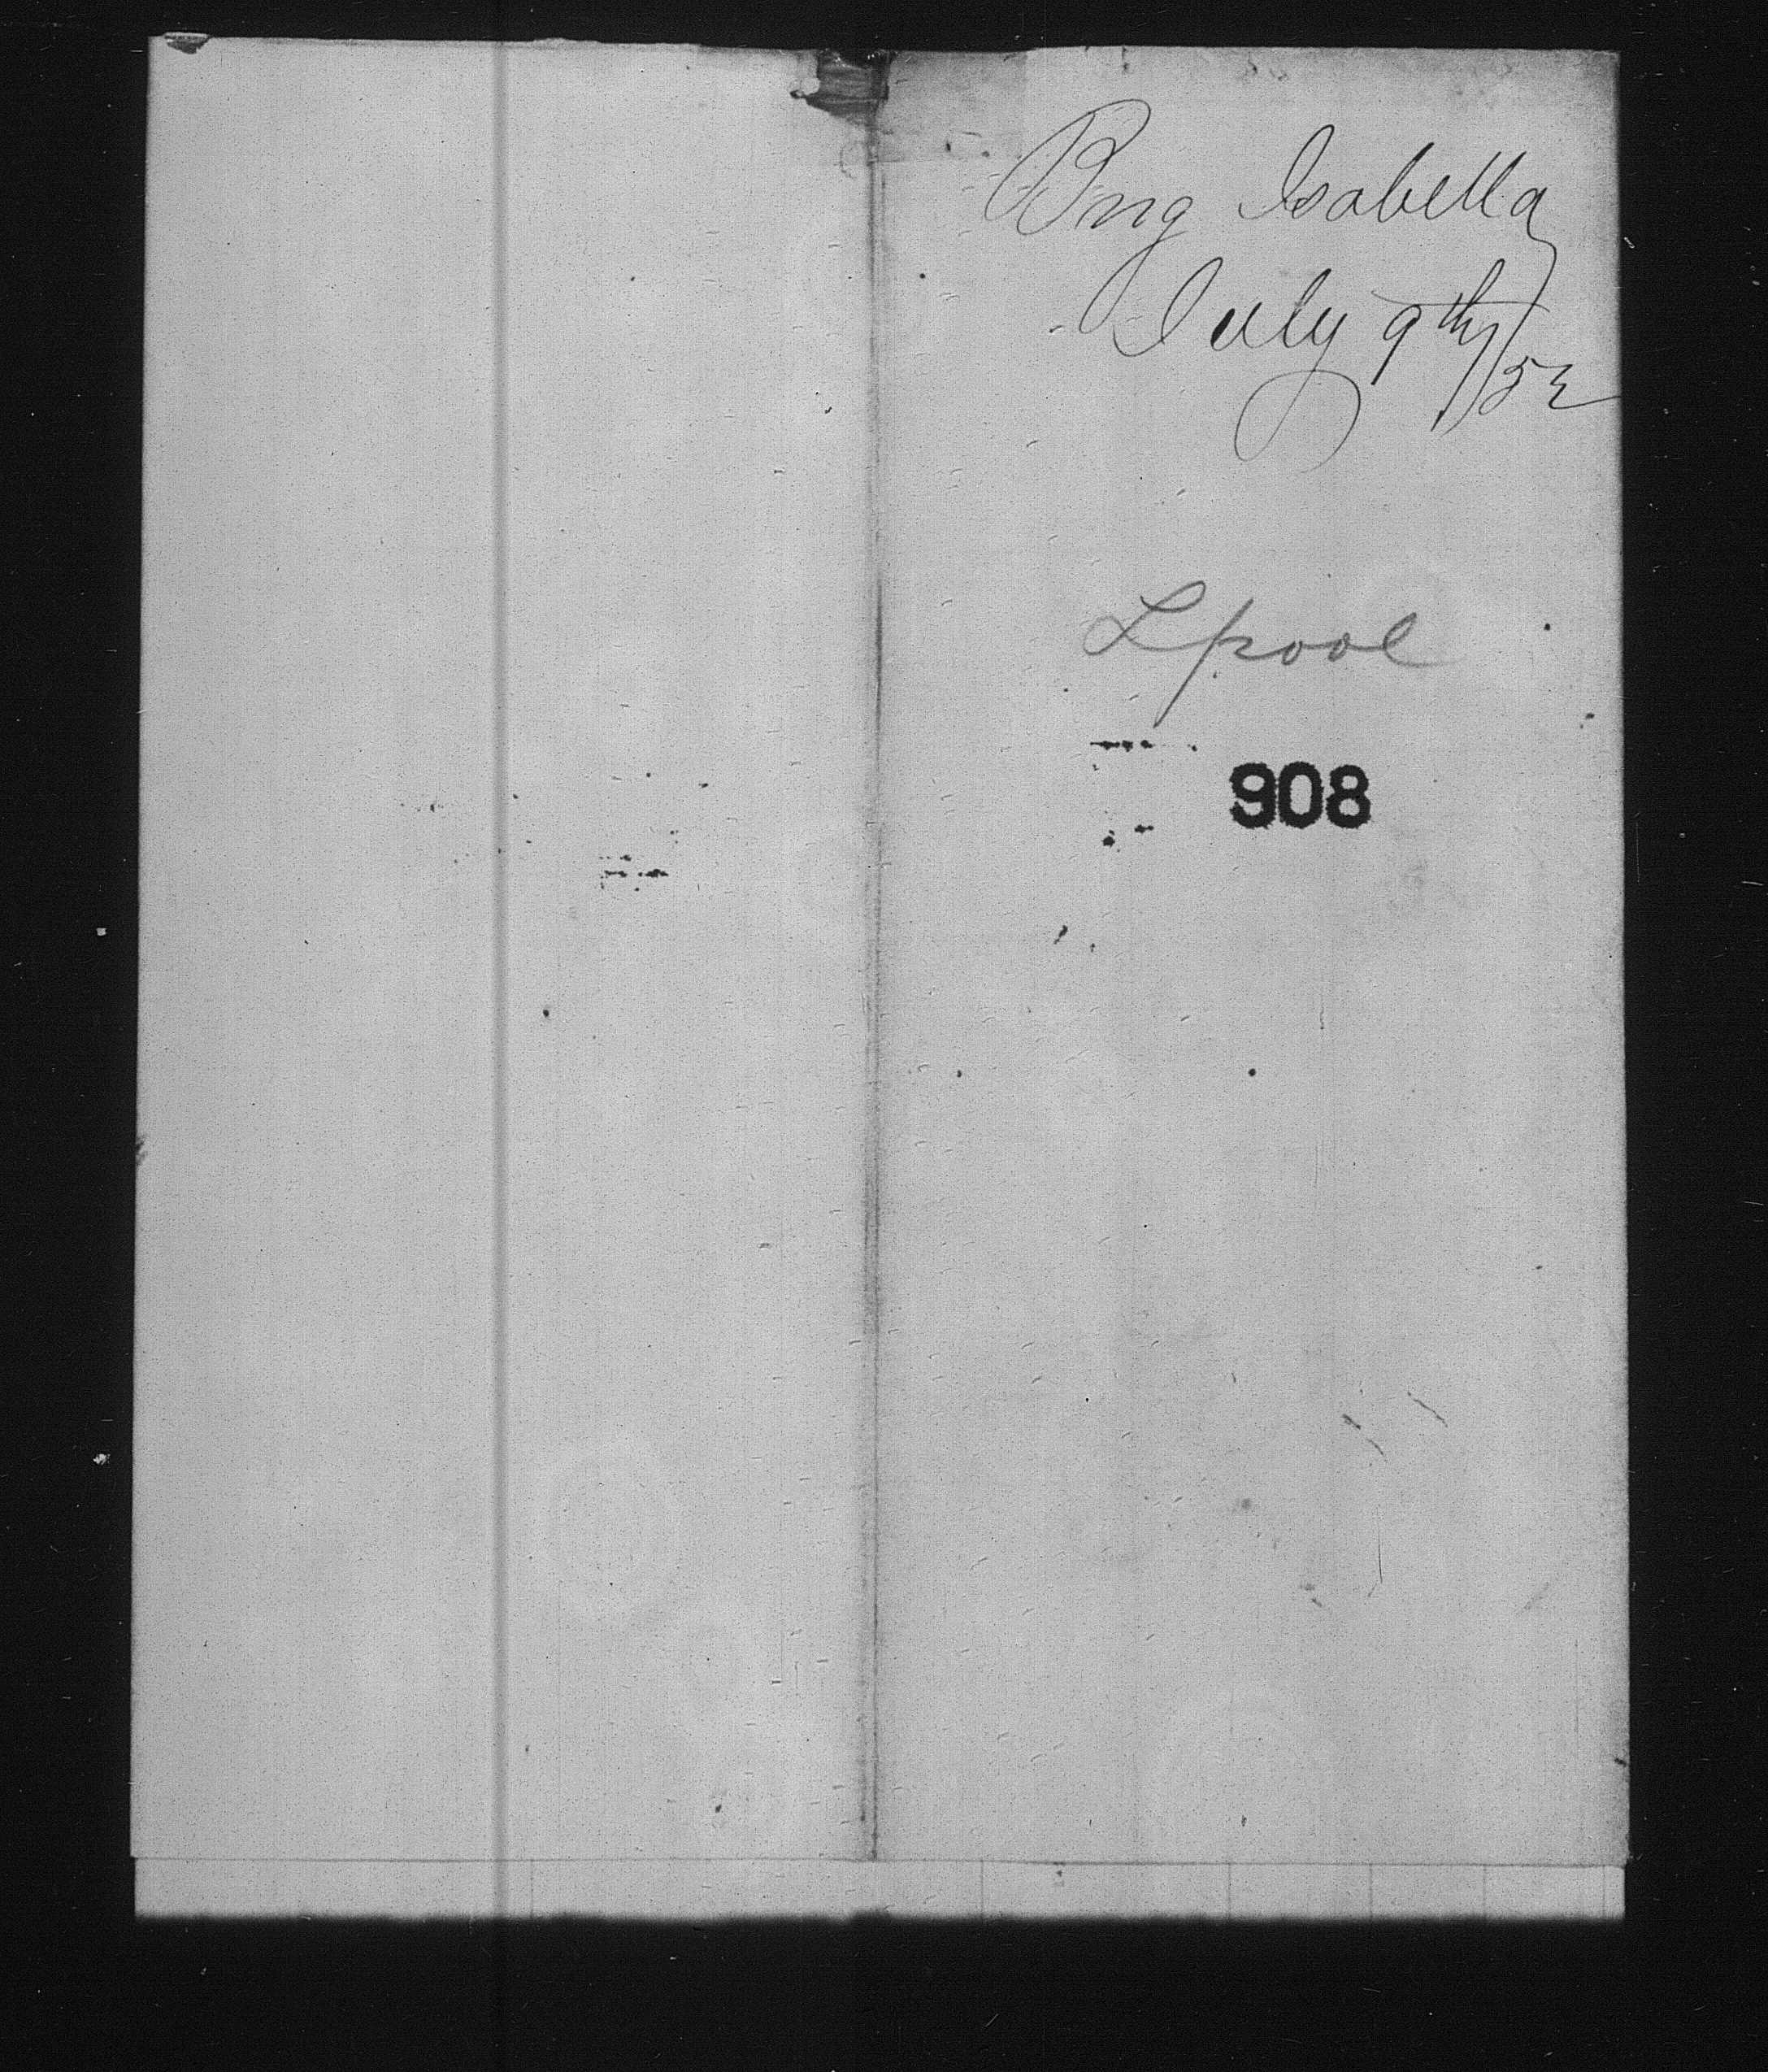 Brig Isabella
July 9th/52
Lpool
908